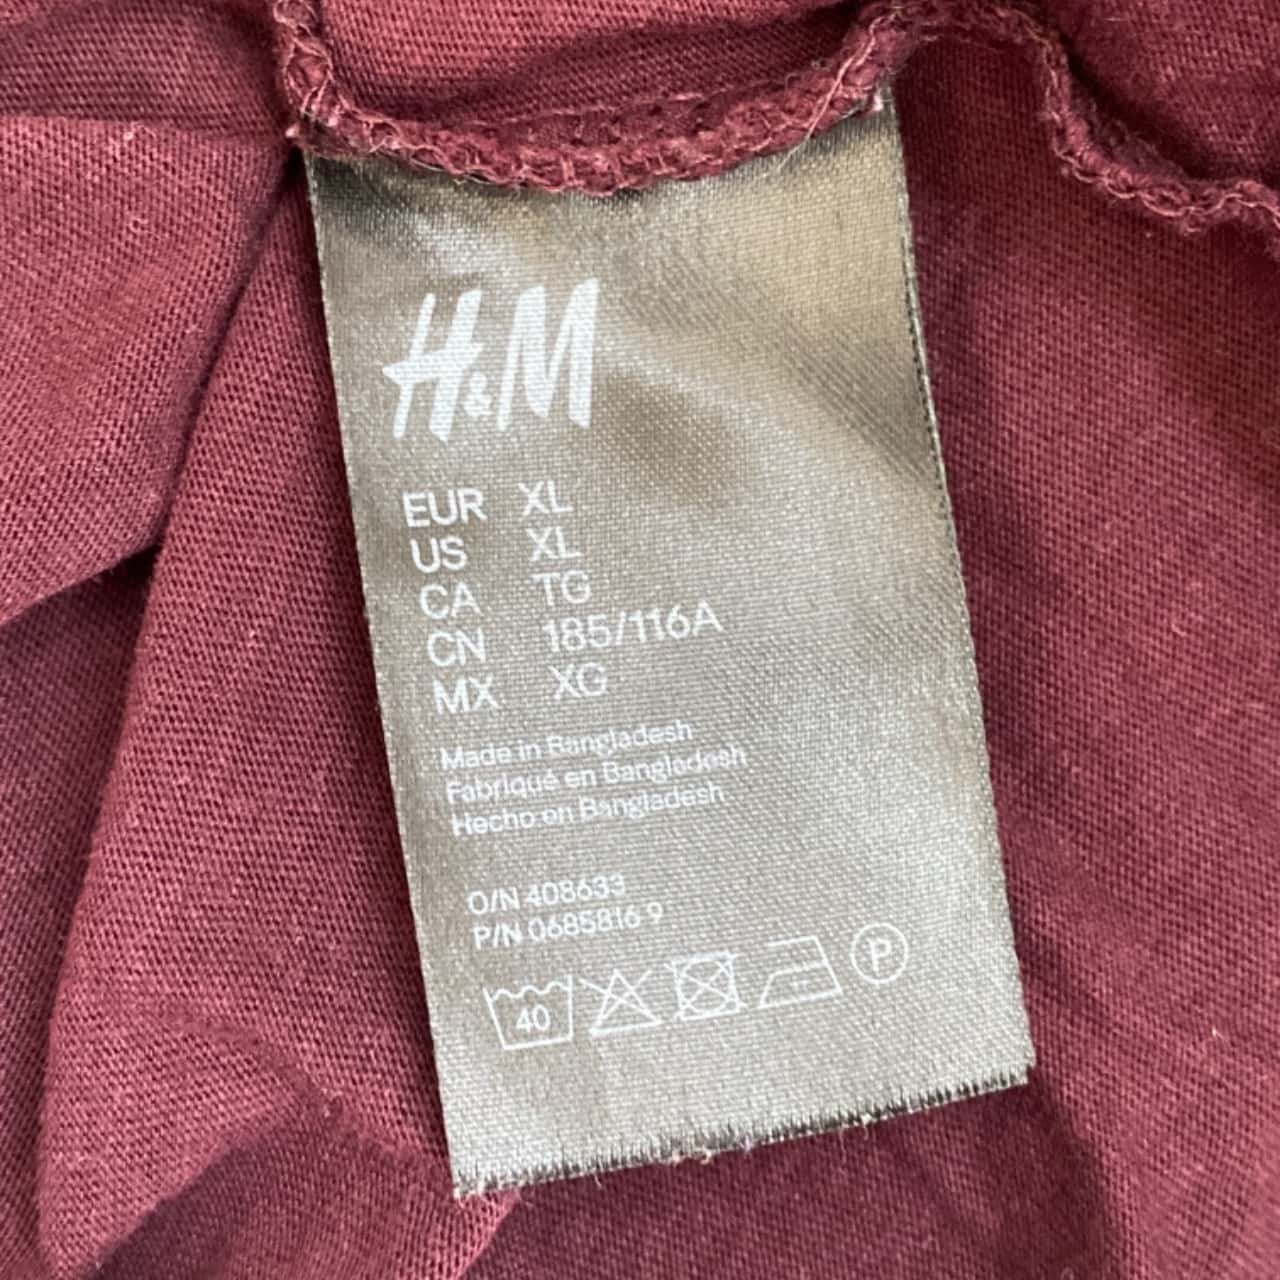 H&M
EUR XL
US XL
CA TG
CN 185/116A
MX XG
Made in Bangladesh
Fabriqué en Bangladesh
Hecho en Bangladesh
O/N 408633
P/N 0685816 9
40
P